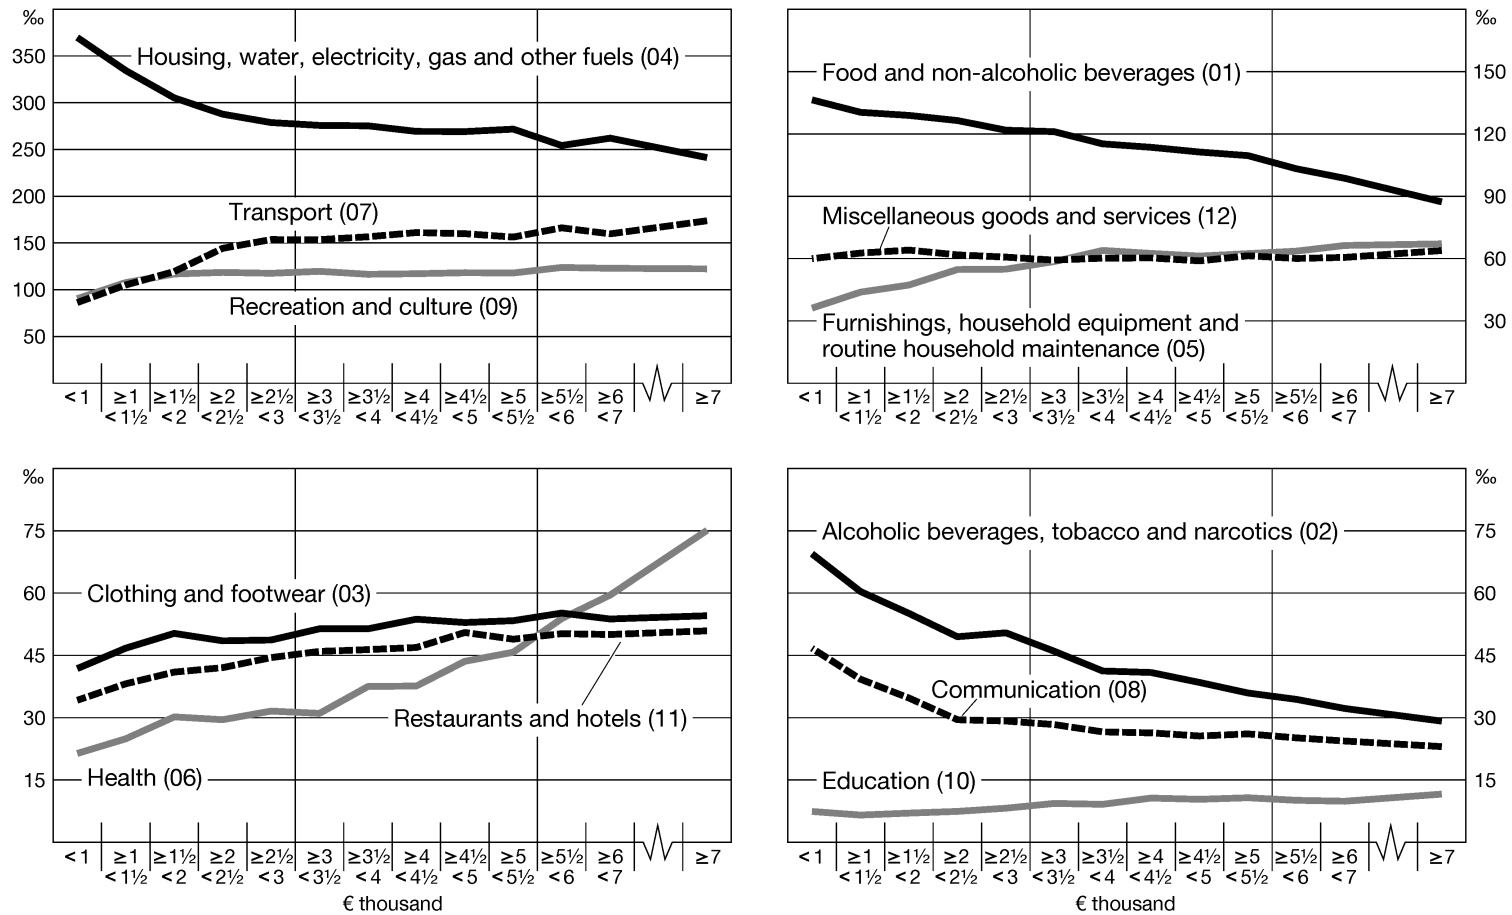 ‰
350
300
250
200
150
100
50
Housing, water, electricity, gas and other fuels (04)
Transport (07)
Recreation and culture (09)
<1 ≥1 ≥1½ ≥2 ≥2½ ≥3 ≥3½ ≥4 ≥4½ ≥5 ≥5½ ≥6 ≥7
<1½ <2 <2½ <3 <3½ <4 <4½ <5 <5½ <6 <7
‰
150
120
90
60
30
Food and non-alcoholic beverages (01)
Miscellaneous goods and services (12)
Furnishings, household equipment and
routine household maintenance (05)
<1 ≥1 ≥1½ ≥2 ≥2½ ≥3 ≥3½ ≥4 ≥4½ ≥5 ≥5½ ≥6 ≥7
<1½ <2 <2½ <3 <3½ <4 <4½ <5 <5½ <6 <7
‰
75
60
45
30
15
Clothing and footwear (03)
Restaurants and hotels (11)
Health (06)
<1 ≥1 ≥1½ ≥2 ≥2½ ≥3 ≥3½ ≥4 ≥4½ ≥5 ≥5½ ≥6 ≥7
<1½ <2 <2½ <3 <3½ <4 <4½ <5 <5½ <6 <7
€ thousand
‰
75
60
45
30
15
Alcoholic beverages, tobacco and narcotics (02)
Communication (08)
Education (10)
<1 ≥1 ≥1½ ≥2 ≥2½ ≥3 ≥3½ ≥4 ≥4½ ≥5 ≥5½ ≥6 ≥7
<1½ <2 <2½ <3 <3½ <4 <4½ <5 <5½ <6 <7
€ thousand